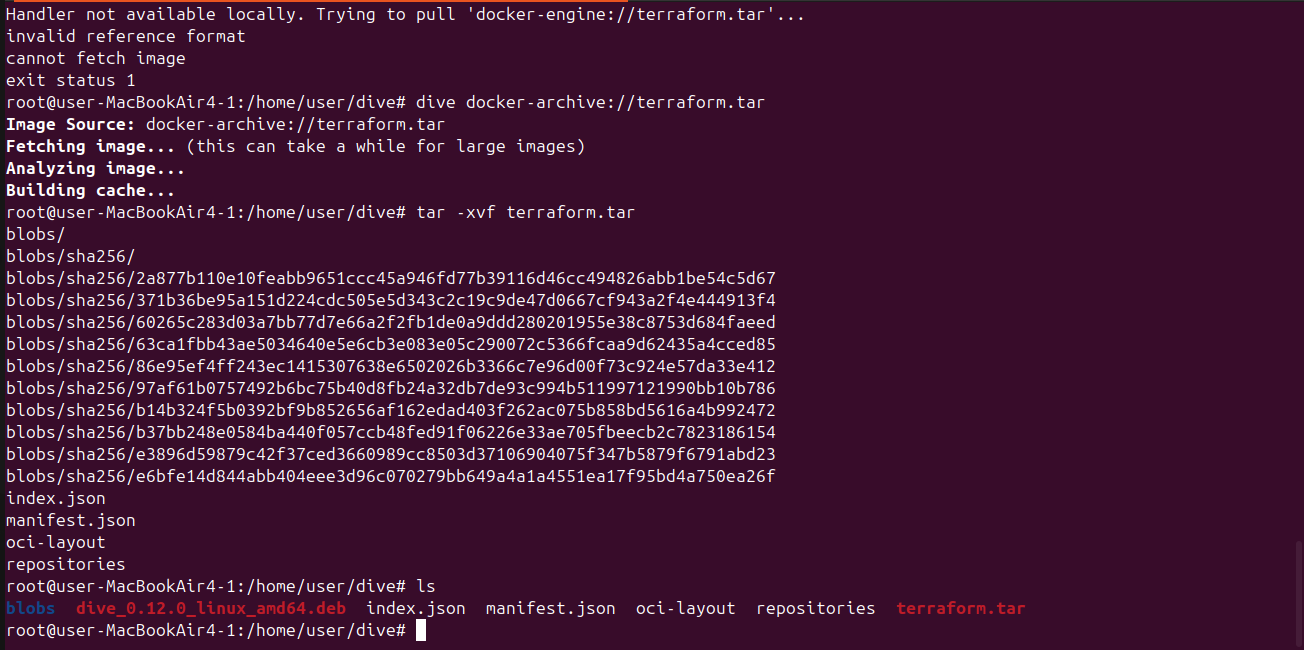 Handler not available locally. Trying to pull 'docker-engine://terraform.tar'...
invalid reference format
cannot fetch image
exit status 1
root@user-MacBookAir4-1:/home/user/dive# dive docker-archive://terraform.tar
Image Source: docker-archive://terraform.tar
Fetching image... (this can take a while for large images)
Analyzing image...
Building cache...
root@user-MacBookAir4-1:/home/user/dive# tar -xvf terraform.tar
blobs/
blobs/sha256/
blobs/sha256/2a877b110e10feabb9651ccc45a946fd77b39116d46cc494826abb1be54c5d67
blobs/sha256/371b36be95a151d224cdc505e5d343c2c19c9de47d0667cf943a2f4e444913f4
blobs/sha256/60265c283d03a7bb77d7e66a2f2fb1de0a9ddd280201955e38c8753d684faeed
blobs/sha256/63ca1fbb43ae5034640e5e6cb3e083e05c290072c5366fcaa9d62435a4cced85
blobs/sha256/86e95ef4ff243ec1415307638e6502026b3366c7e96d00f73c924e57da33e412
blobs/sha256/97af61b0757492b6bc75b40d8fb24a32db7de93c994b511997121990bb10b786
blobs/sha256/b14b324f5b0392bf9b852656af162edad403f262ac075b858bd5616a4b992472
blobs/sha256/b37bb248e0584ba440f057ccb48fed91f06226e33ae705fbeecb2c7823186154
blobs/sha256/e3896d59879c42f37ced3660989cc8503d37106904075f347b5879f6791abd23
blobs/sha256/e6bfe14d844abb404eee3d96c070279bb649a4a1a4551ea17f95bd4a750ea26f
index.json
manifest.json
oci-layout
repositories
root@user-MacBookAir4-1:/home/user/dive# ls
blobs dive_0.12.0_linux_amd64.deb index.json manifest.json oci-layout repositories terraform.tar
root@user-MacBookAir4-1:/home/user/dive#